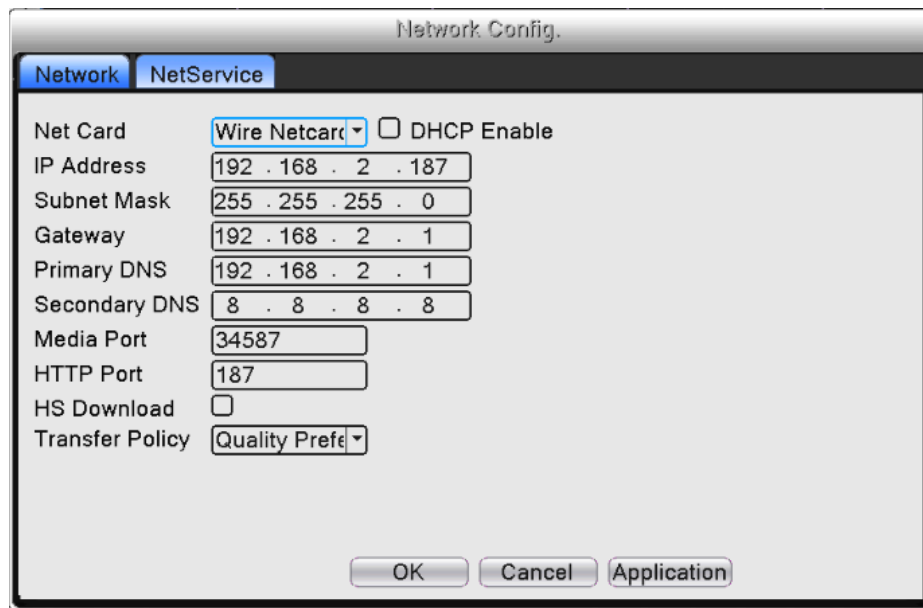 Network Config.
Network NetService
Net Card Wire Netcarc DHCP Enable
IP Address 192 . 168 . 2 . 187
Subnet Mask 255 . 255 . 255 . 0
Gateway 192 . 168 . 2 . 1
Primary DNS 192 . 168 . 2 . 1
Secondary DNS 8 . 8 . 8 . 8
Media Port 34587
HTTP Port 187
HS Download
Transfer Policy Quality Prefe
OK Cancel Application